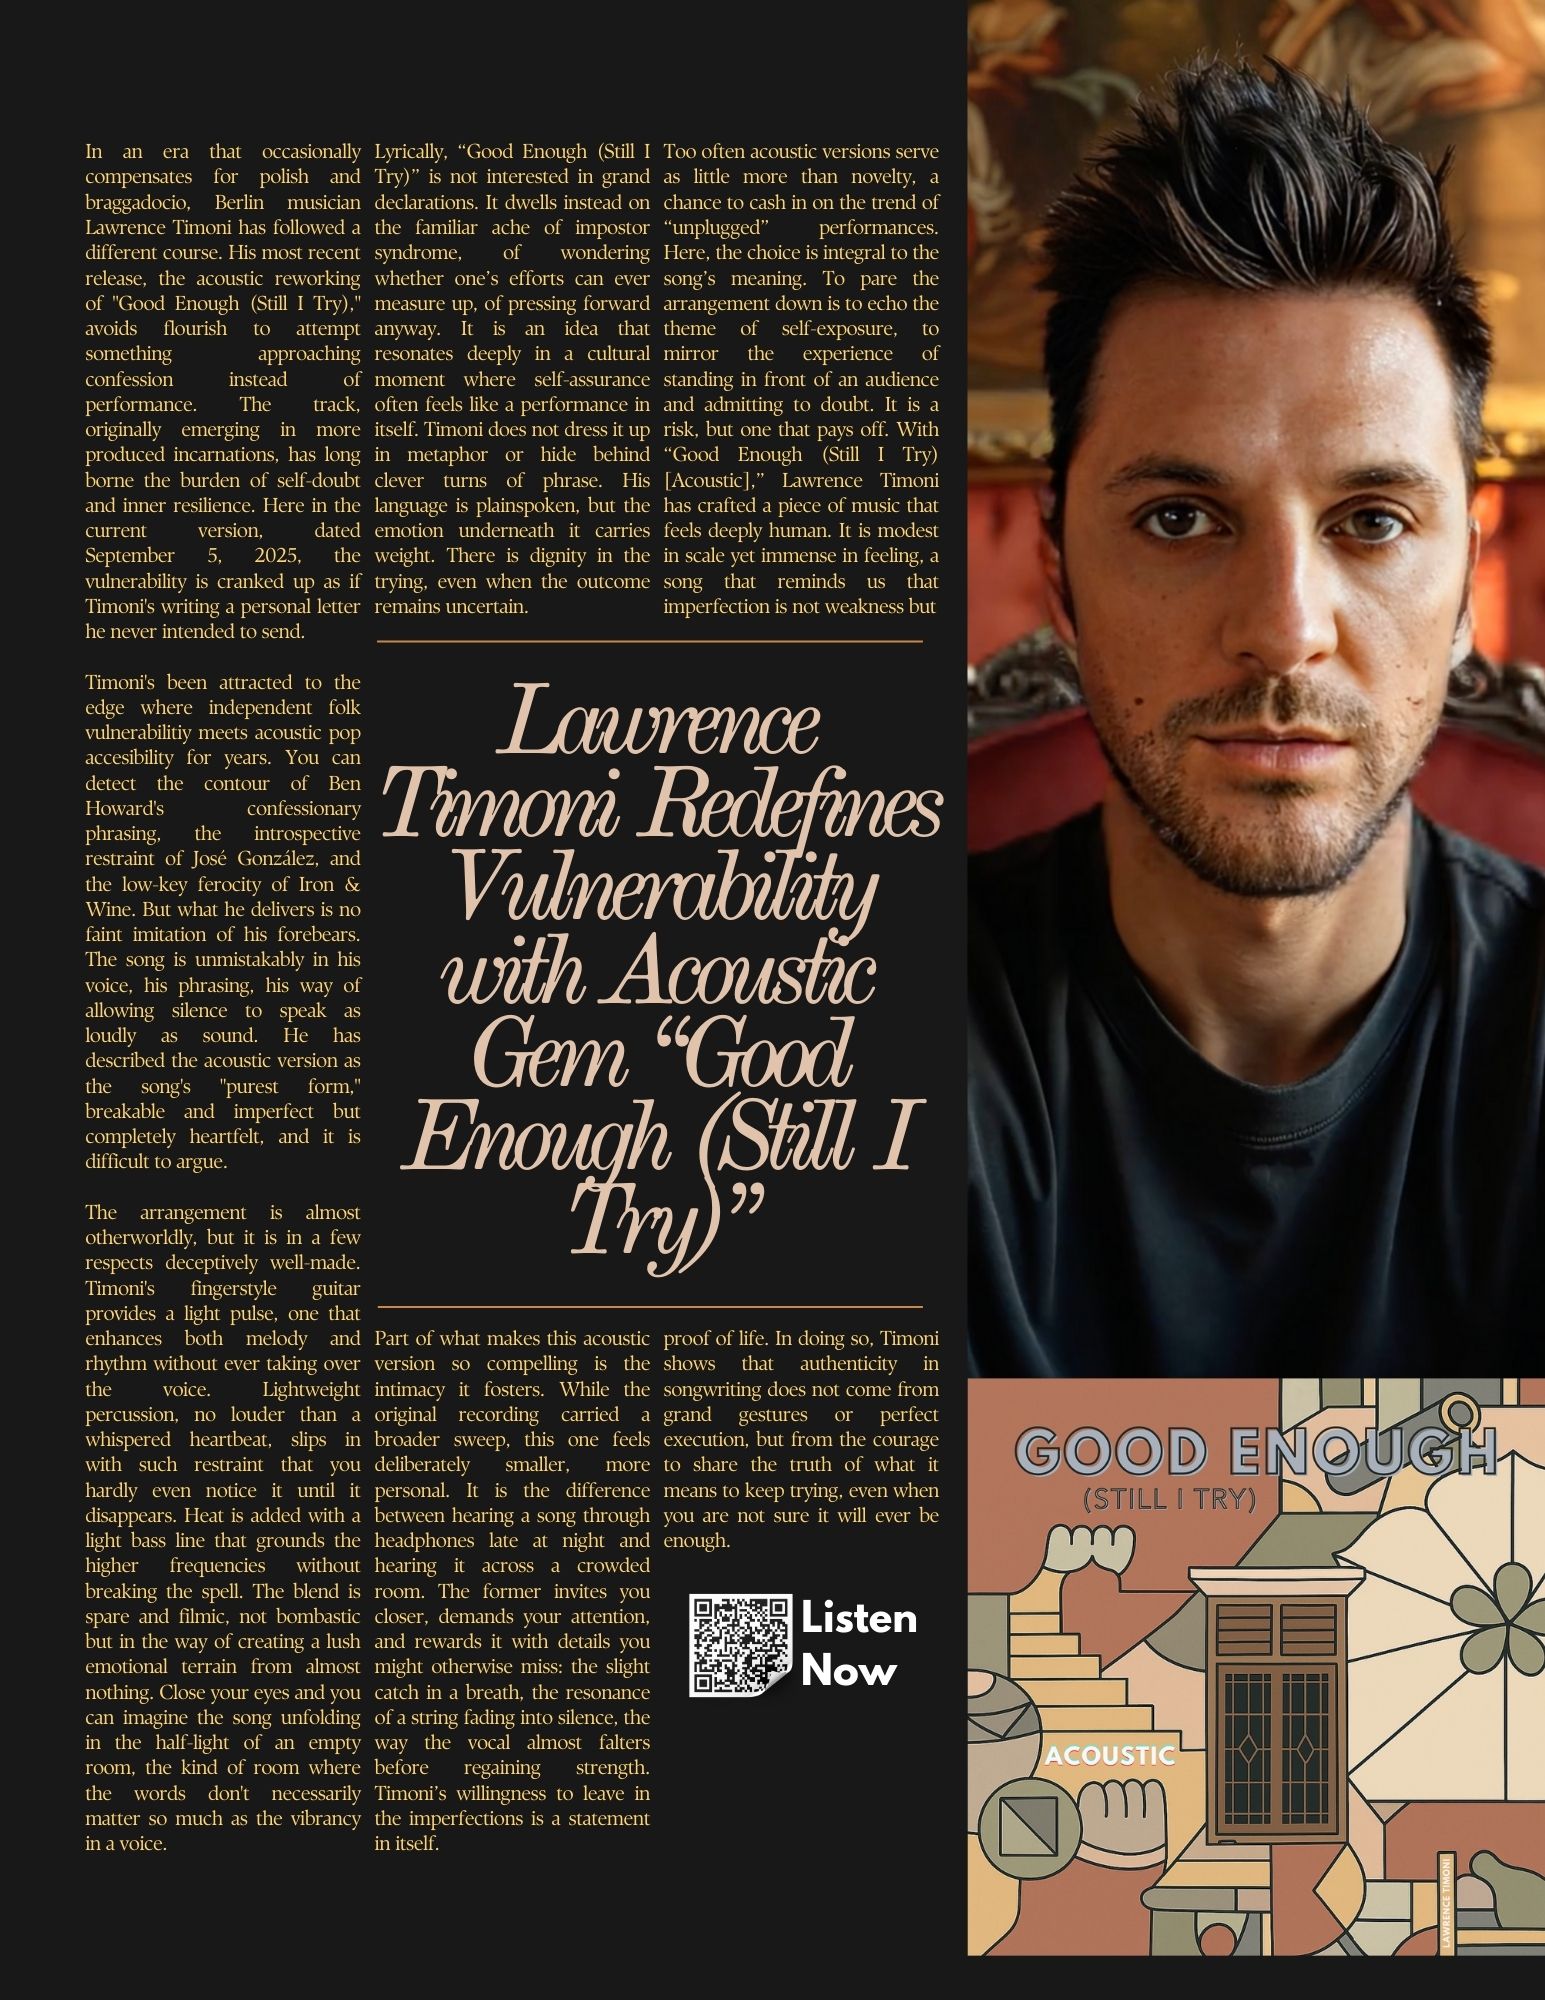 In an era that occasionally
compensates for polish and
braggadocio, Berlin musician
Lawrence Timoni has followed a
different course. His most recent
release, the acoustic reworking
of "Good Enough (Still I Try),"
avoids flourish to attempt
something approaching
confession instead of
performance. The track,
originally emerging in more
produced incarnations, has long
borne the burden of self-doubt
and inner resilience. Here in the
current version, dated
September 5, 2025, the
vulnerability is cranked up as if
Timoni's writing a personal letter
he never intended to send.
Timoni's been attracted to the
edge where independent folk
vulnerabilitiy meets acoustic pop
accesibility for years. You can
detect the contour of Ben
Howard's confessionary
phrasing, the introspective
restraint of José González, and
the low-key ferocity of Iron &
Wine. But what he delivers is no
faint imitation of his forebears.
The song is unmistakably in his
voice, his phrasing, his way of
allowing silence to speak as
loudly as sound. He has
described the acoustic version as
the song's "purest form,"
breakable and imperfect but
completely heartfelt, and it is
difficult to argue.
The arrangement is almost
otherworldly, but it is in a few
respects deceptively well-made.
Timoni's fingerstyle guitar
provides a light pulse, one that
enhances both melody and
rhythm without ever taking over
the voice. Lightweight
percussion, no louder than a
whispered heartbeat, slips in
with such restraint that you
hardly even notice it until it
disappears. Heat is added with a
light bass line that grounds the
higher frequencies without
breaking the spell. The blend is
spare and filmic, not bombastic
but in the way of creating a lush
emotional terrain from almost
nothing. Close your eyes and you
can imagine the song unfolding
in the half-light of an empty
room, the kind of room where
the words don't necessarily
matter so much as the vibrancy
in a voice.
Lyrically, “Good Enough (Still I
Try)” is not interested in grand
declarations. It dwells instead on
the familiar ache of impostor
syndrome, of wondering
whether one’s efforts can ever
measure up, of pressing forward
anyway. It is an idea that
resonates deeply in a cultural
moment where self-assurance
often feels like a performance in
itself. Timoni does not dress it up
in metaphor or hide behind
clever turns of phrase. His
language is plainspoken, but the
emotion underneath it carries
weight. There is dignity in the
trying, even when the outcome
remains uncertain.
Lawrence
Timoni Redefines
Vulnerability
with Acoustic
Gem “Good
Enough (Still I
Try)”
Part of what makes this acoustic
version so compelling is the
intimacy it fosters. While the
original recording carried a
broader sweep, this one feels
deliberately smaller, more
personal. It is the difference
between hearing a song through
headphones late at night and
hearing it across a crowded
room. The former invites you
closer, demands your attention,
and rewards it with details you
might otherwise miss: the slight
catch in a breath, the resonance
of a string fading into silence, the
way the vocal almost falters
before regaining strength.
Timoni’s willingness to leave in
the imperfections is a statement
in itself.
Too often acoustic versions serve
as little more than novelty, a
chance to cash in on the trend of
“unplugged” performances.
Here, the choice is integral to the
song’s meaning. To pare the
arrangement down is to echo the
theme of self-exposure, to
mirror the experience of
standing in front of an audience
and admitting to doubt. It is a
risk, but one that pays off. With
“Good Enough (Still I Try)
[Acoustic],” Lawrence Timoni
has crafted a piece of music that
feels deeply human. It is modest
in scale yet immense in feeling, a
song that reminds us that
imperfection is not weakness but
proof of life. In doing so, Timoni
shows that authenticity in
songwriting does not come from
grand gestures or perfect
execution, but from the courage
to share the truth of what it
means to keep trying, even when
you are not sure it will ever be
enough.
Listen
Now
GOOD ENOUGH
(STILL I TRY)
ACOUSTIC
LAWRENCE TIMONI